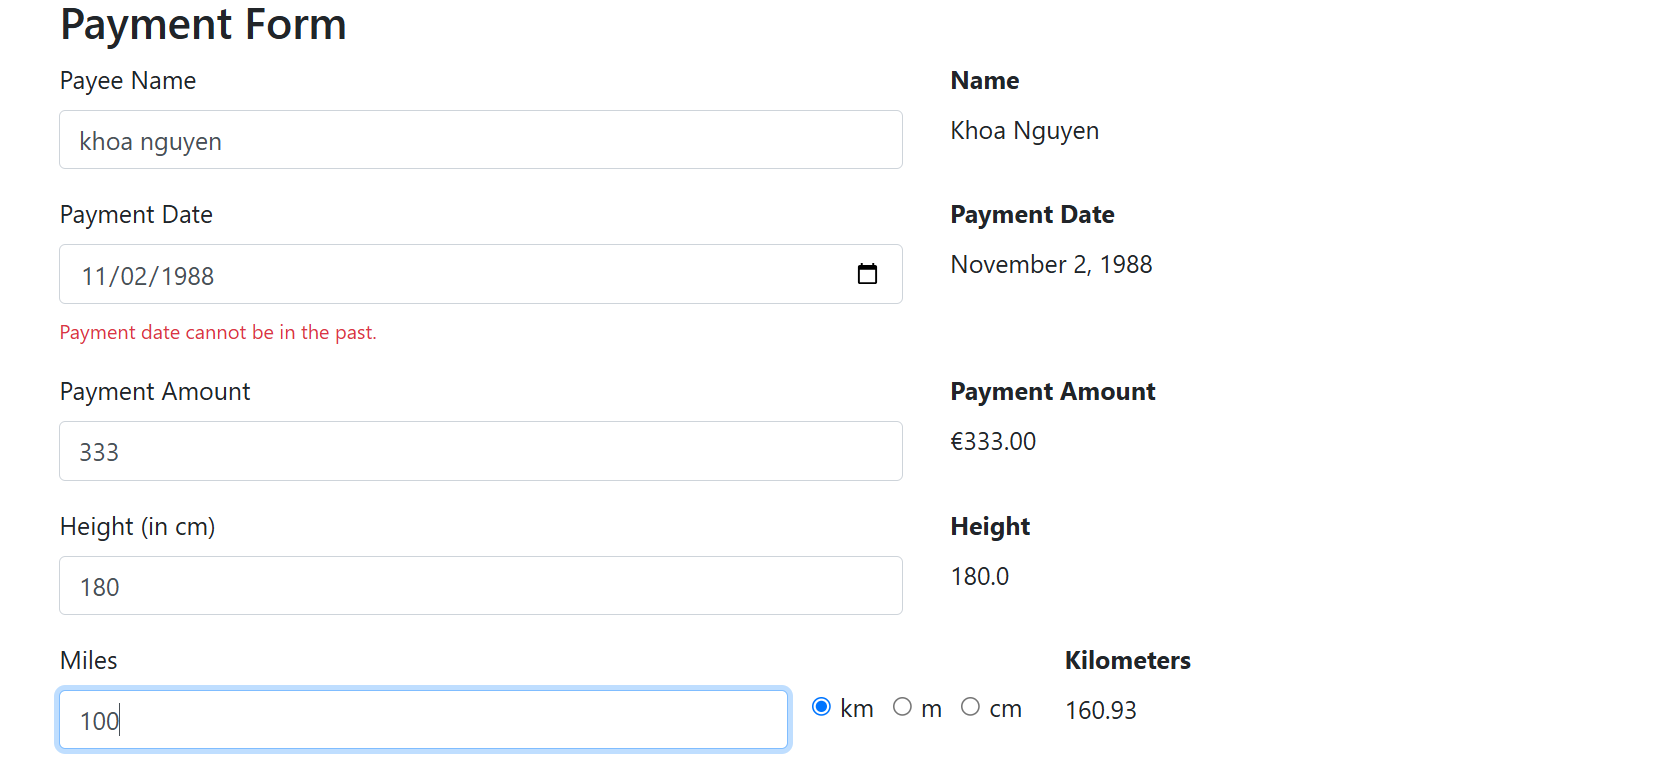 Payment Form
Payee Name
Name
khoa nguyen
Khoa Nguyen
Payment Date
Payment Date
11/02/1988
November 2, 1988
Payment date cannot be in the past.
Payment Amount
Payment Amount
333
€333.00
Height (in cm)
Height
180
180.0
Miles
Kilometers
100
km m cm
160.93